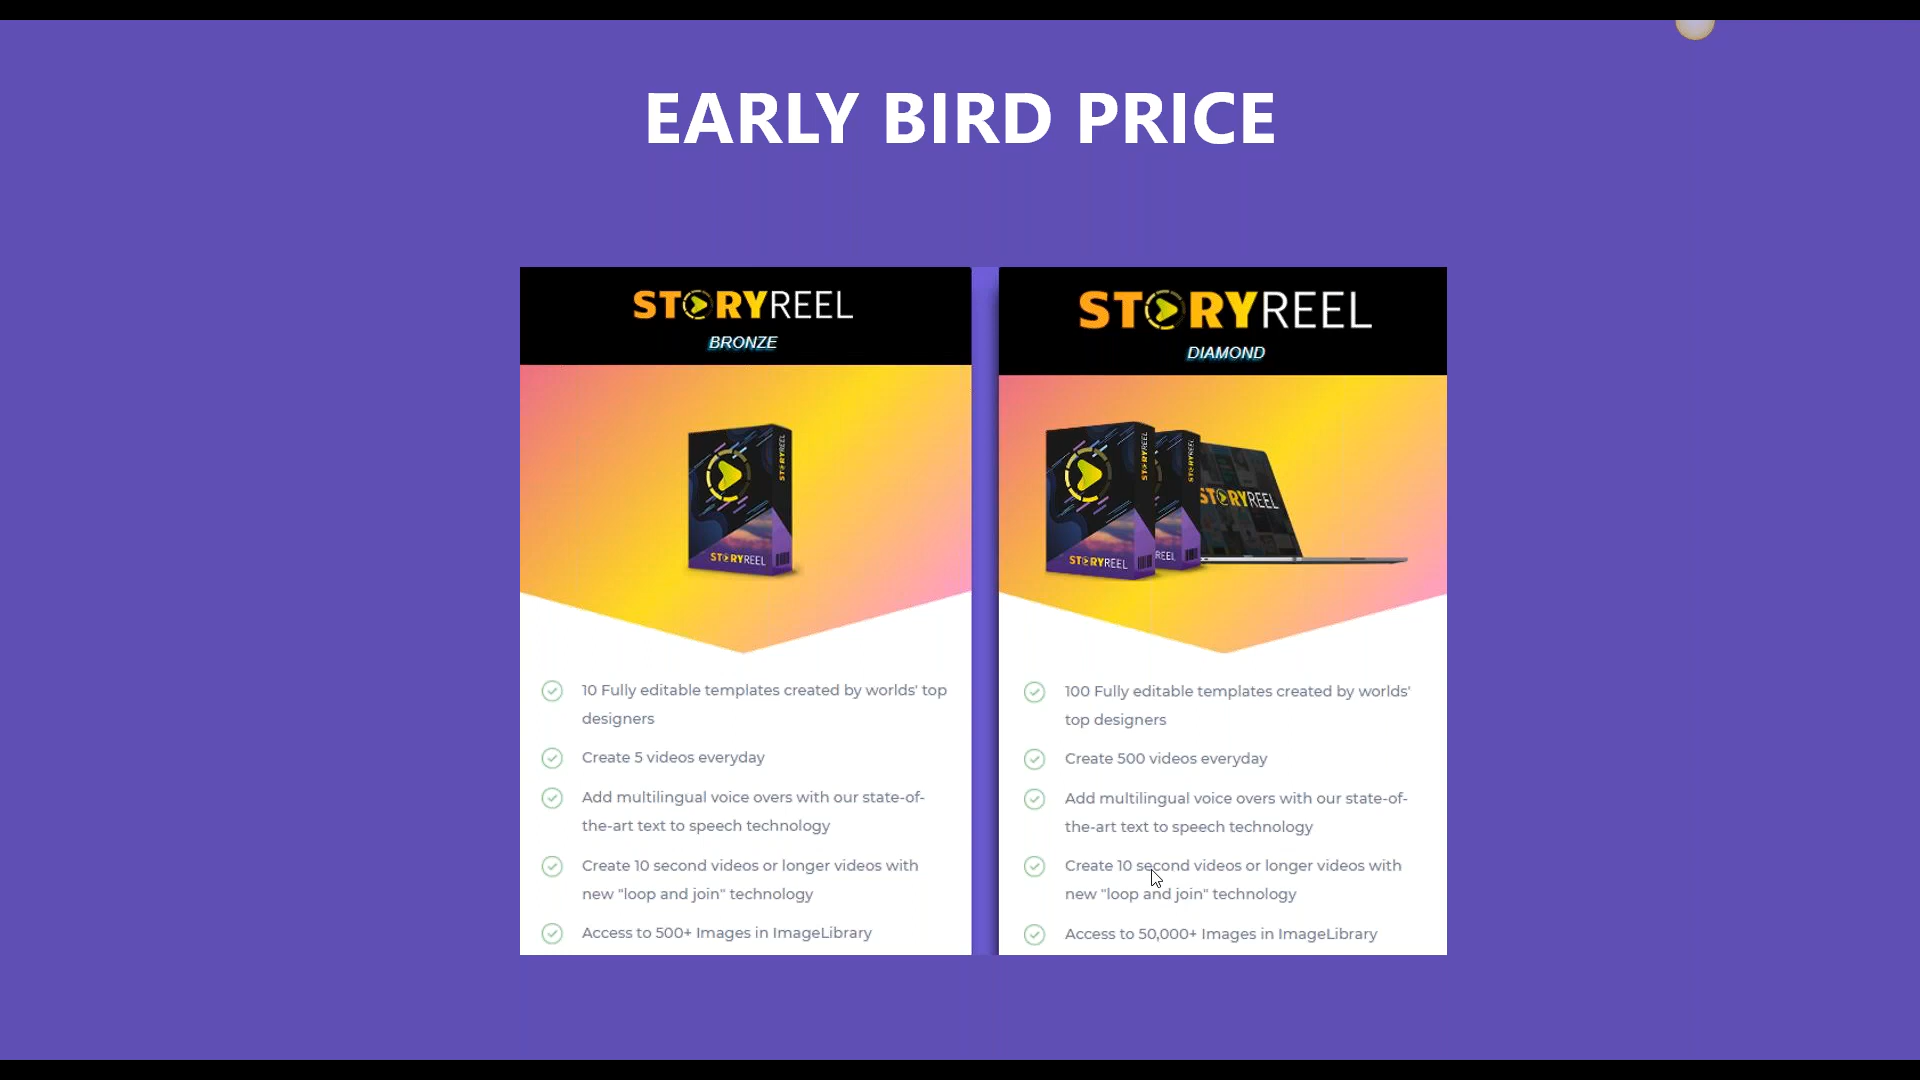 EARLY BIRD PRICE
STORYREEL
BRONZE
STORYREEL
STORYREEL
10 Fully editable templates created by worlds' top
designers
Create 5 videos everyday
Add multilingual voice overs with our state-of-
the-art text to speech technology
Create 10 second videos or longer videos with
new "loop and join" technology
Access to 500+ Images in ImageLibrary
STORYREEL
DIAMOND
STORYREEL
STORYREEL
STORYREEL
REEL
STORYREEL
100 Fully editable templates created by worlds'
top designers
Create 500 videos everyday
Add multilingual voice overs with our state-of-
the-art text to speech technology
Create 10 second videos or longer videos with
new "loop and join" technology
Access to 50,000+ Images in ImageLibrary